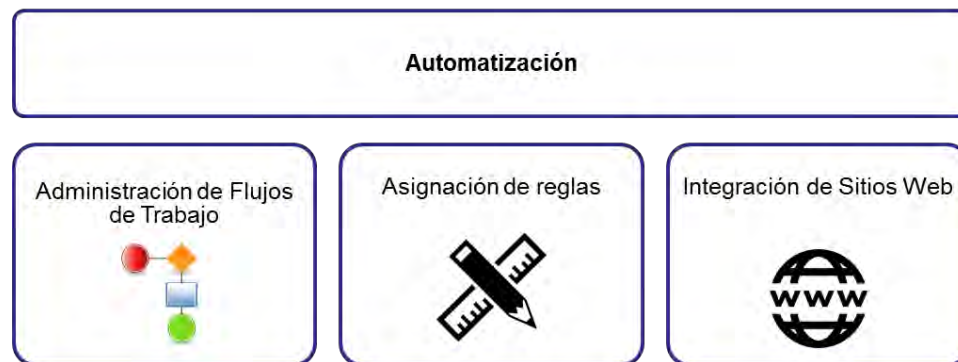 Automatización
Administración de Flujos
de Trabajo
Asignación de reglas
Integración de Sitios Web
www